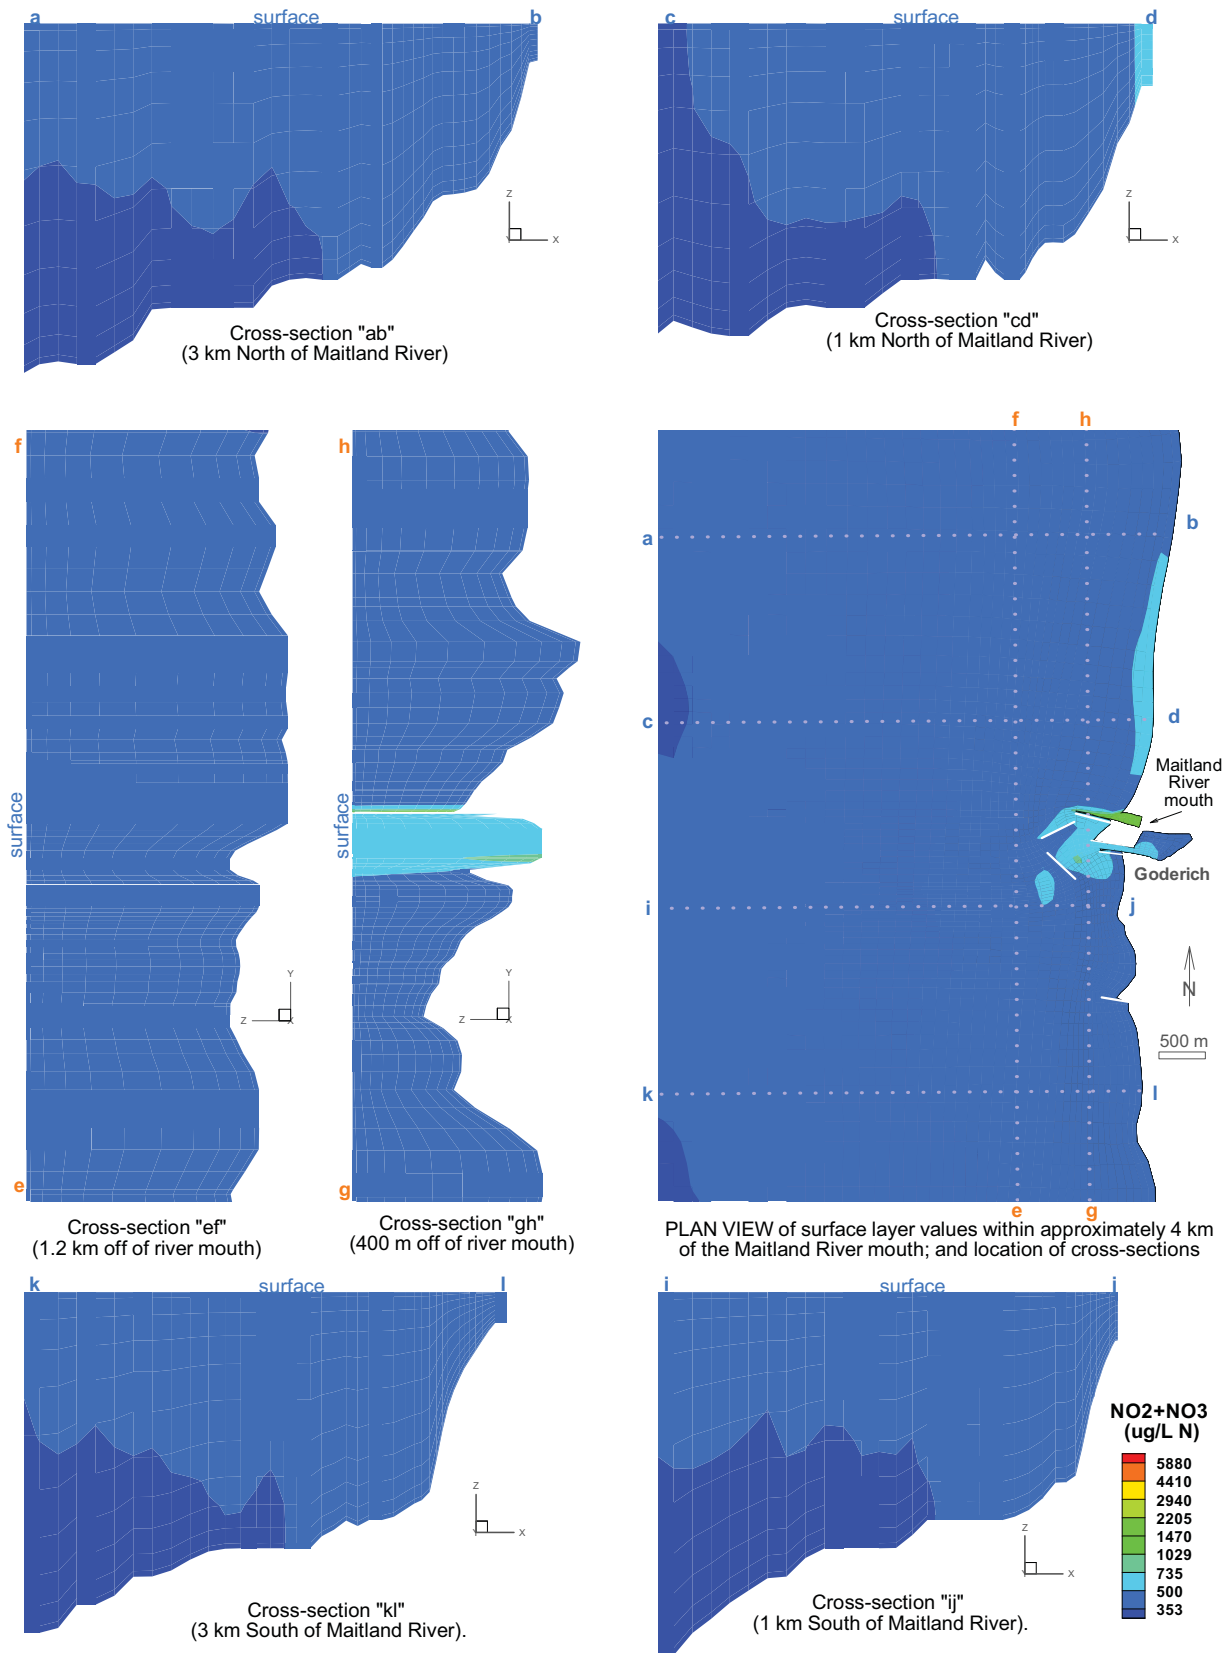 a surface b
c surface d
Z
X
Y
Z
X
Y
Cross-section "ab"
(3 km North of Maitland River)
Cross-section "cd"
(1 km North of Maitland River)
f
surface
Y
Z
X
e
Cross-section "ef"
(1.2 km off of river mouth)
h
surface
Y
Z
X
g
Cross-section "gh"
(400 m off of river mouth)
f h
a b
c d
Maitland
River
mouth
Goderich
i j
N
500 m
k l
e g
PLAN VIEW of surface layer values within approximately 4 km
of the Maitland River mouth; and location of cross-sections
k surface l
Z
Y X
Cross-section "kl"
(3 km South of Maitland River).
i surface j
Z
Y X
Cross-section "ij"
(1 km South of Maitland River).
NO2+NO3
(ug/L N)
5880
4410
2940
2205
1470
1029
735
500
353